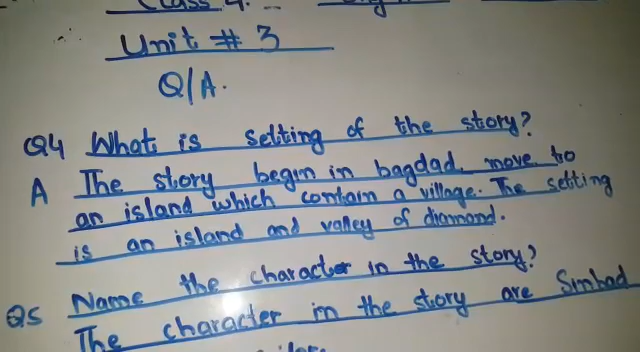 Class 4.
Unit # 3
Q/A.
Q4 What is setting of the story?
A The story begin in bagdad. move to
an island which contain a village. The setting
is an island and valley of diamond.
Q5 Name the character in the story?
The character in the story are Sinbad